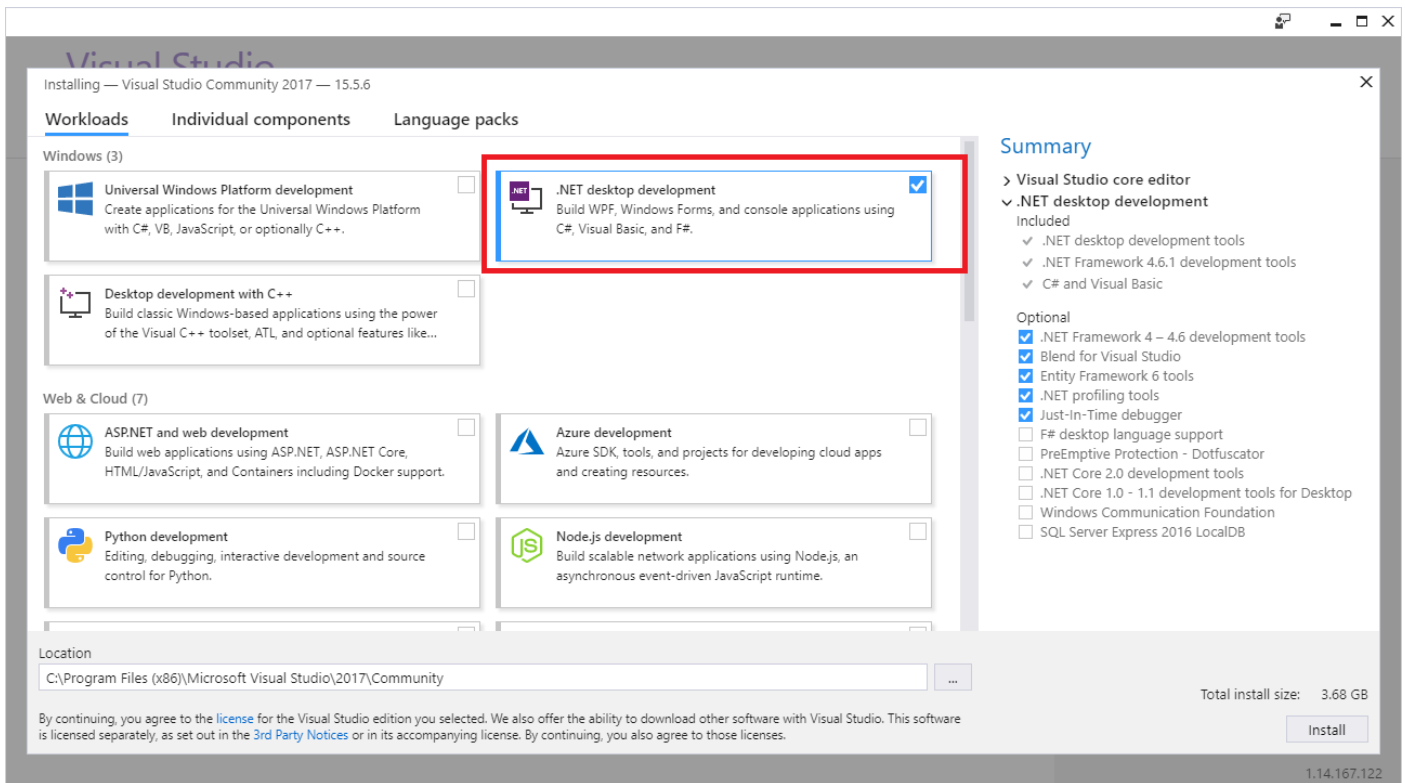 Visual Studio
Installing — Visual Studio Community 2017 — 15.5.6
Workloads Individual components Language packs
Windows (3)
Universal Windows Platform development
Create applications for the Universal Windows Platform
with C#, VB, JavaScript, or optionally C++.
.NET
.NET desktop development
Build WPF, Windows Forms, and console applications using
C#, Visual Basic, and F#.
Desktop development with C++
Build classic Windows-based applications using the power
of the Visual C++ toolset, ATL, and optional features like...
Web & Cloud (7)
ASP.NET and web development
Build web applications using ASP.NET, ASP.NET Core,
HTML/JavaScript, and Containers including Docker support.
Azure development
Azure SDK, tools, and projects for developing cloud apps
and creating resources.
Python development
Editing, debugging, interactive development and source
control for Python.
JS
Node.js development
Build scalable network applications using Node.js, an
asynchronous event-driven JavaScript runtime.
Summary
Visual Studio core editor
.NET desktop development
Included
.NET desktop development tools
.NET Framework 4.6.1 development tools
C# and Visual Basic
Optional
.NET Framework 4 – 4.6 development tools
Blend for Visual Studio
Entity Framework 6 tools
.NET profiling tools
Just-In-Time debugger
F# desktop language support
PreEmptive Protection - Dotfuscator
.NET Core 2.0 development tools
.NET Core 1.0 - 1.1 development tools for Desktop
Windows Communication Foundation
SQL Server Express 2016 LocalDB
Location
C:\Program Files (x86)\Microsoft Visual Studio\2017\Community
...
Total install size: 3.68 GB
By continuing, you agree to the license for the Visual Studio edition you selected. We also offer the ability to download other software with Visual Studio. This software
is licensed separately, as set out in the 3rd Party Notices or in its accompanying license. By continuing, you also agree to those licenses.
Install
1.14.167.122